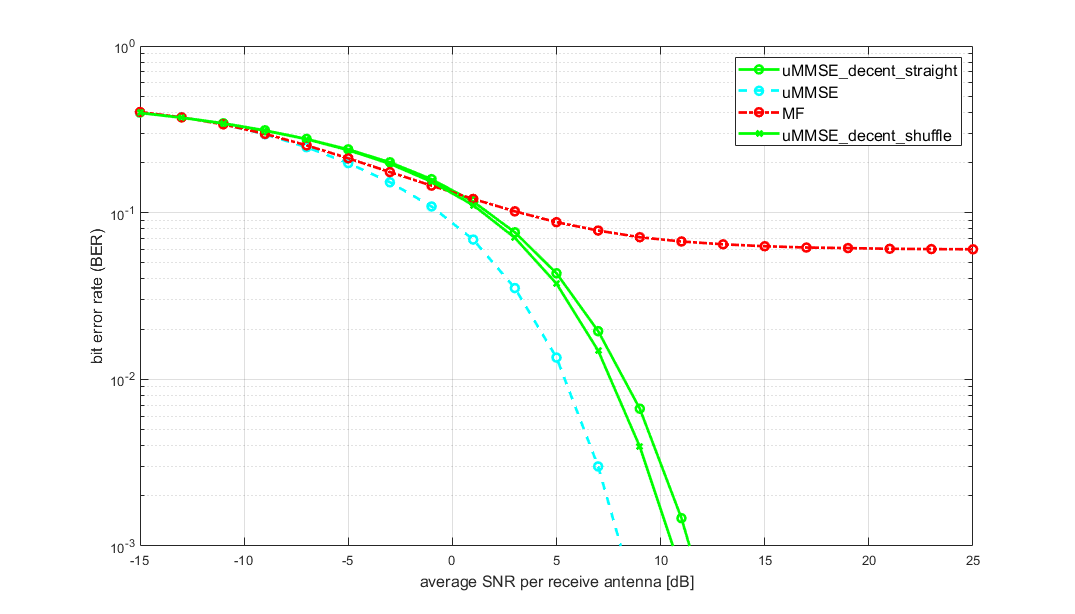 10^0
10^-1
10^-2
10^-3
bit error rate (BER)
-15 -10 -5 0 5 10 15 20 25
average SNR per receive antenna [dB]
uMMSE_decent_straight
uMMSE
MF
uMMSE_decent_shuffle